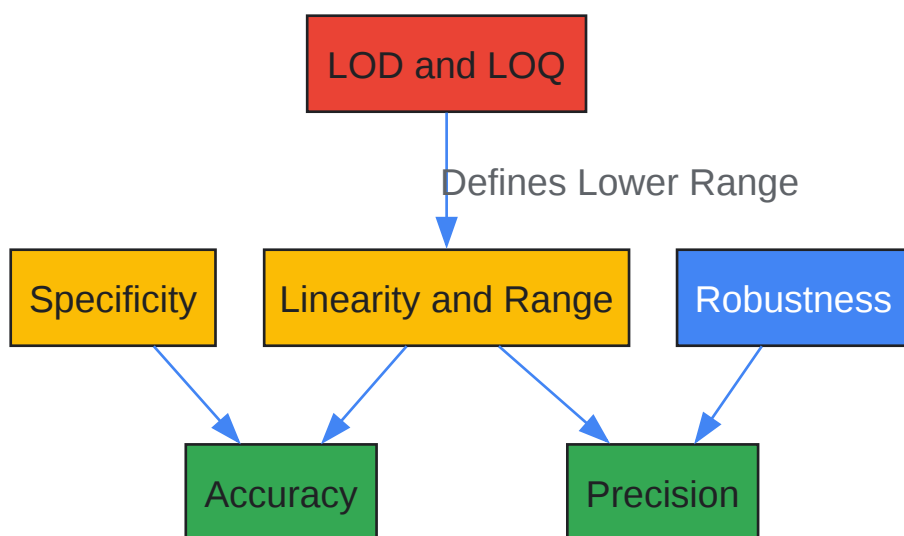 LOD and LOQ
Defines Lower Range
Specificity
Linearity and Range
Robustness
Accuracy
Precision